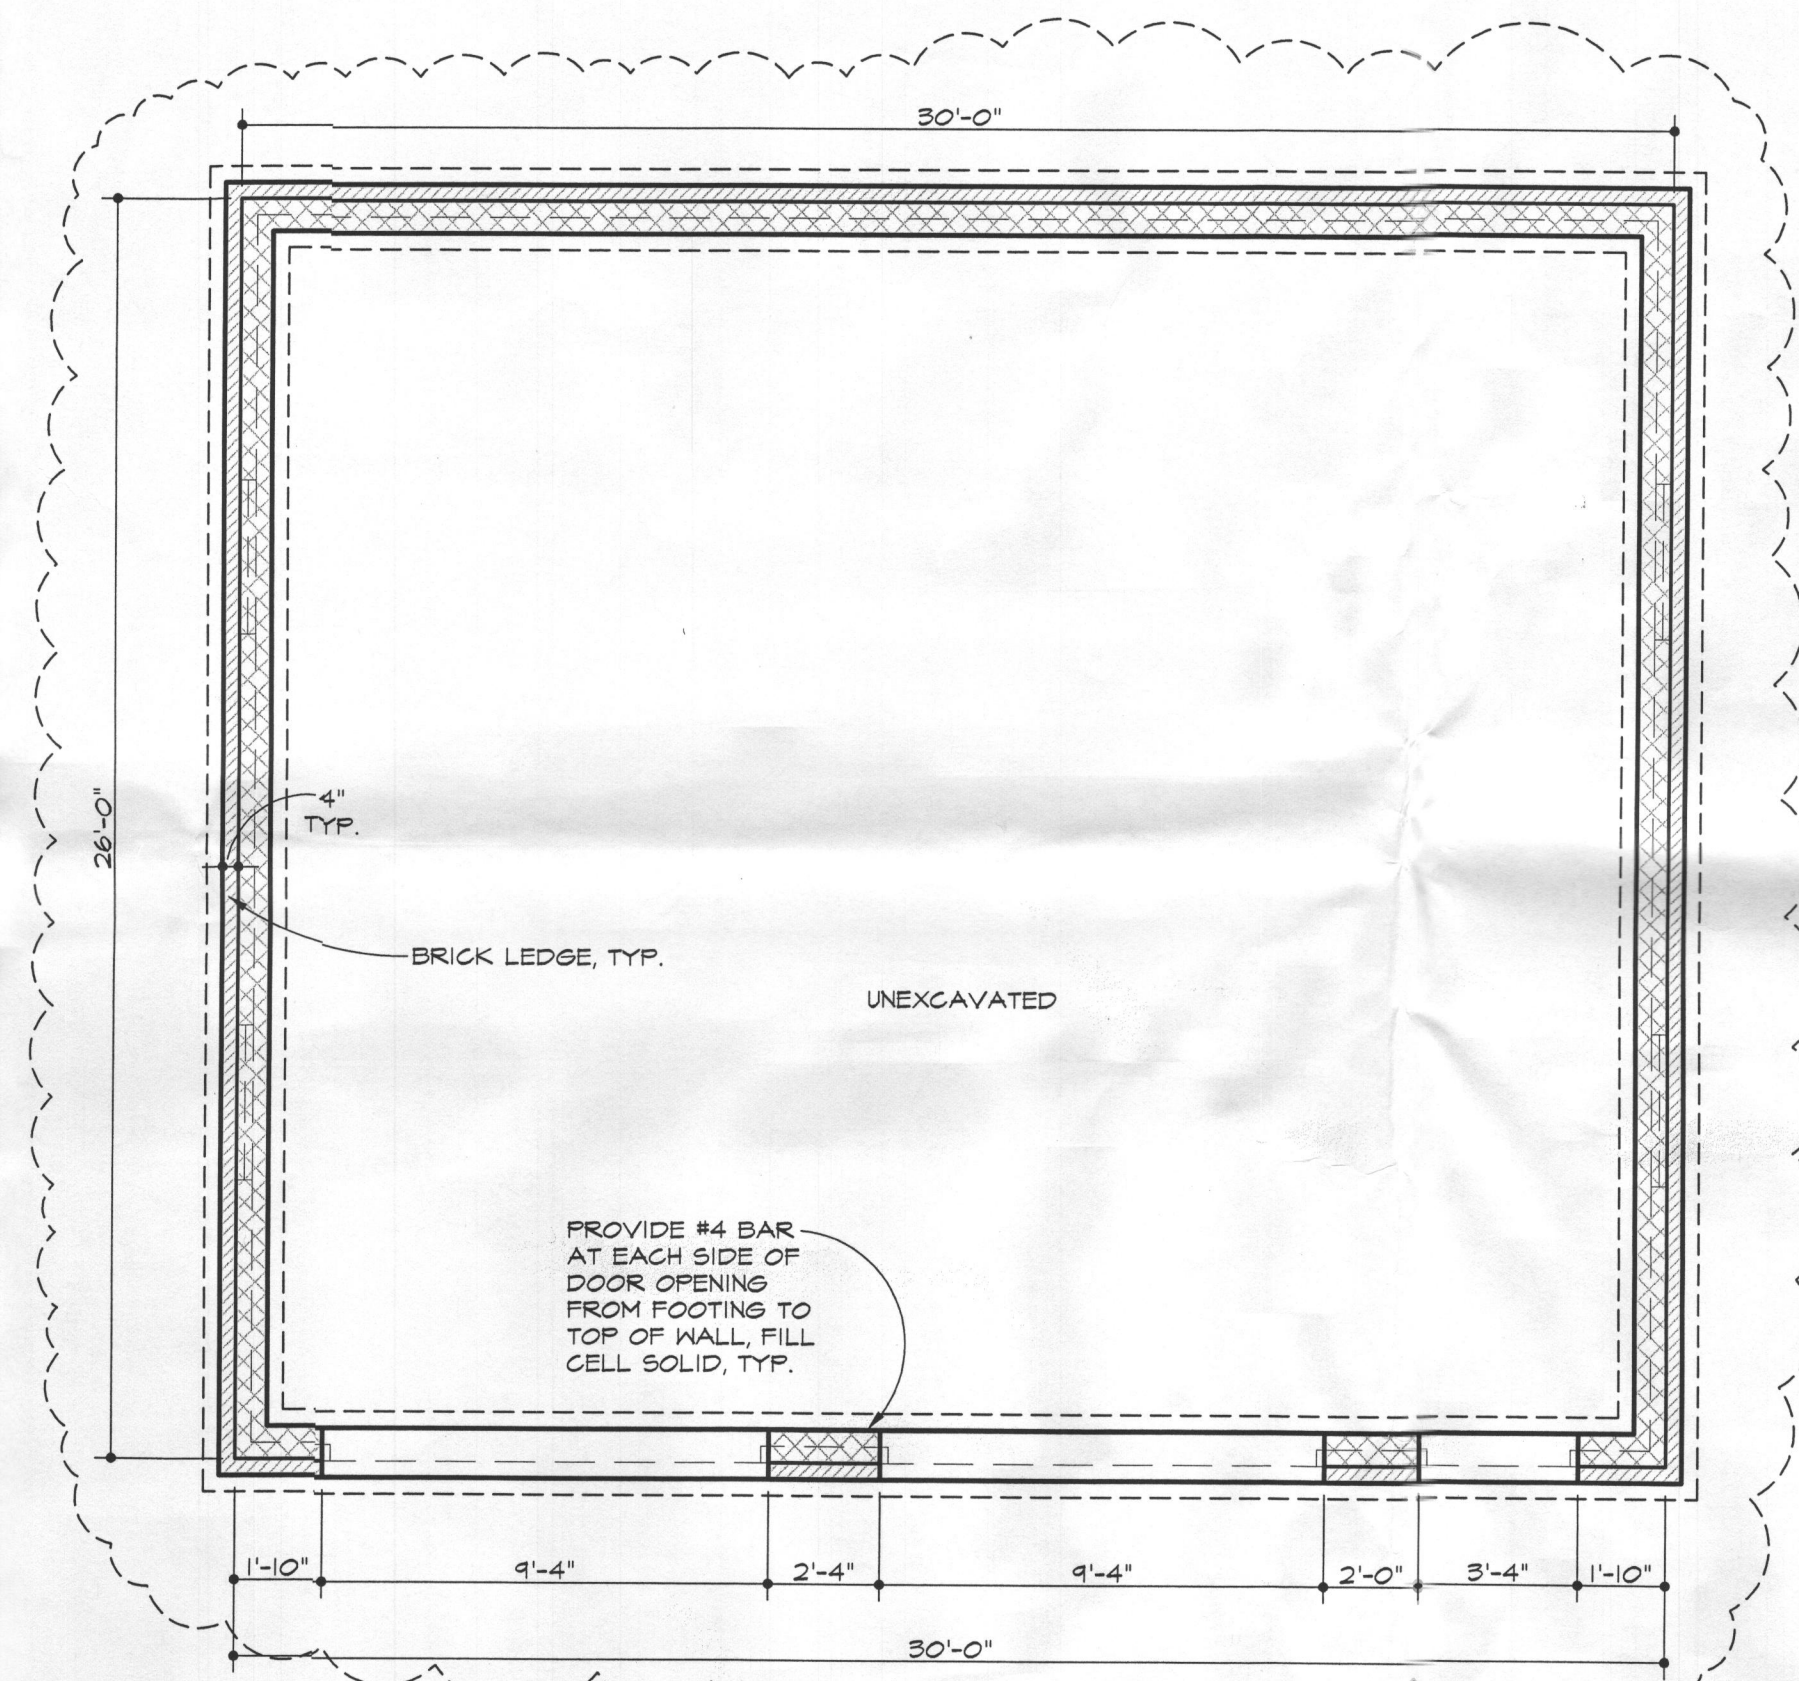 30'-0"
26'-0"
4"
TYP.
BRICK LEDGE, TYP.
UNEXCAVATED
PROVIDE #4 BAR
AT EACH SIDE OF
DOOR OPENING
FROM FOOTING TO
TOP OF WALL, FILL
CELL SOLID, TYP.
1'-10" 9'-4" 2'-4" 9'-4" 2'-0" 3'-4" 1'-10"
30'-0"